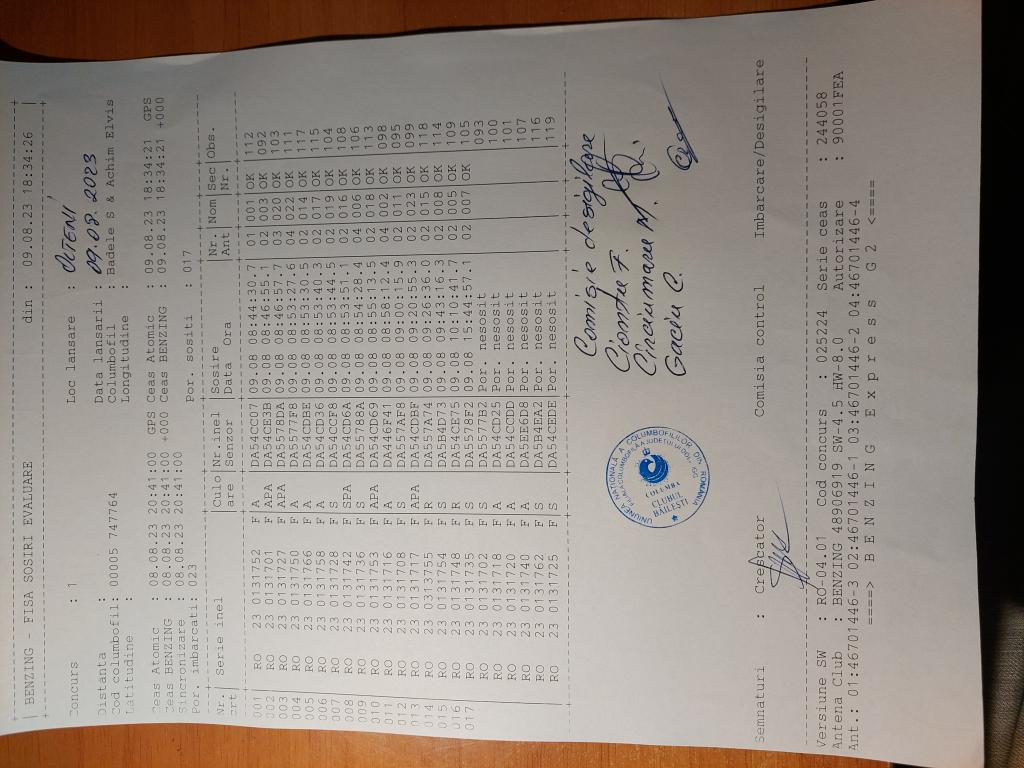 BENZING - FISA SOSIRI EVALUARE din : 09.08.23 18:34:26
Concurs : 1 Loc lansare : OLTENI
Distanta : Data lansarii : 09.08.2023
Cod columbofil: 00005 747764 Columbofil : Badele S & Achim Elvis
Latitudine : Longitudine :
Ceas Atomic : 08.08.23 20:41:00 GPS Ceas Atomic : 09.08.23 18:34:21 GPS
Ceas BENZING : 08.08.23 20:41:00 +000 Ceas BENZING : 09.08.23 18:34:21 +000
Sincronizare : 08.08.23 20:41:00
Por. imbarcati: 023 Por. sositi : 017
Nr | Serie inel |Culo|Nr.inel |Sosire |Nr. |Nom|Sec|Obs.
crt| |are |Senzor |Data Ora |Ant | |Nr.|
001 RO 23 0131752 F A DA54CC07 09.08 08:44:30.7 01 001 OK 112
002 RO 23 0131701 F APA DA54CE3B 09.08 08:46:55.1 02 003 OK 092
003 RO 23 0131727 F APA DA557BDA 09.08 08:46:57.7 03 020 OK 103
004 RO 23 0131750 F A DA5577F8 09.08 08:53:27.6 04 022 OK 111
005 RO 23 0131766 F A DA54CDBE 09.08 08:53:30.5 02 014 OK 117
006 RO 23 0131758 F A DA54CD36 09.08 08:53:40.3 02 017 OK 115
007 RO 23 0131728 F S DA54CCF8 09.08 08:53:44.5 02 019 OK 104
008 RO 23 0131742 F SPA DA54CD6A 09.08 08:53:51.1 02 016 OK 108
009 RO 23 0131736 F S DA55788A 09.08 08:54:28.4 04 006 OK 106
010 RO 23 0131753 F APA DA54CD69 09.08 08:55:13.5 02 018 OK 113
011 RO 23 0131716 F A DA446F41 09.08 08:58:12.4 04 002 OK 098
012 RO 23 0131708 F S DA557AF8 09.08 09:00:15.9 02 011 OK 095
013 RO 23 0131717 F APA DA54CDBF 09.08 09:20:55.3 03 023 OK 099
014 RO 23 0313755 F R DA557A74 09.08 09:26:36.0 02 015 OK 118
015 RO 23 0131754 F S DA5B4D73 09.08 09:43:16.3 02 008 OK 114
016 RO 23 0131748 F R DA54CE75 09.08 10:10:41.7 02 005 OK 109
017 RO 23 0131735 F S DA5578F2 09.08 15:44:57.1 02 007 OK 105
RO 23 0131702 F S DA5577B2 Por. nesosit 093
RO 23 0131718 F A DA54CD25 Por. nesosit 100
RO 23 0131720 F A DA54CCDD Por. nesosit 101
RO 23 0131740 F A DA5EE6D8 Por. nesosit 107
RO 23 0131762 F S DA5B4EA2 Por. nesosit 116
RO 23 0131725 F S DA54CEDE Por. nesosit 119
Comisie desigilare
Ciontu F.
Cînciumaru M.
Gaciu C.
UNIUNEA NATIONALĂ A COLUMBOFILILOR DIN ROMANIA
COLUMBA
CLUBUL
BĂILEŞTI
Semnaturi : Crescator Comisia control Imbarcare/Desigilare
Versiune SW : RO-04.01 Cod concurs : 025224 Serie ceas : 244058
Antena Club : BENZING 48906919 SW-4.5 HW-8.0 Autorizare : 90001FEA
Ant.: 01:46701446-3 02:46701446-1 03:46701446-2 04:46701446-4
====> B E N Z I N G E x p r e s s G 2 <====